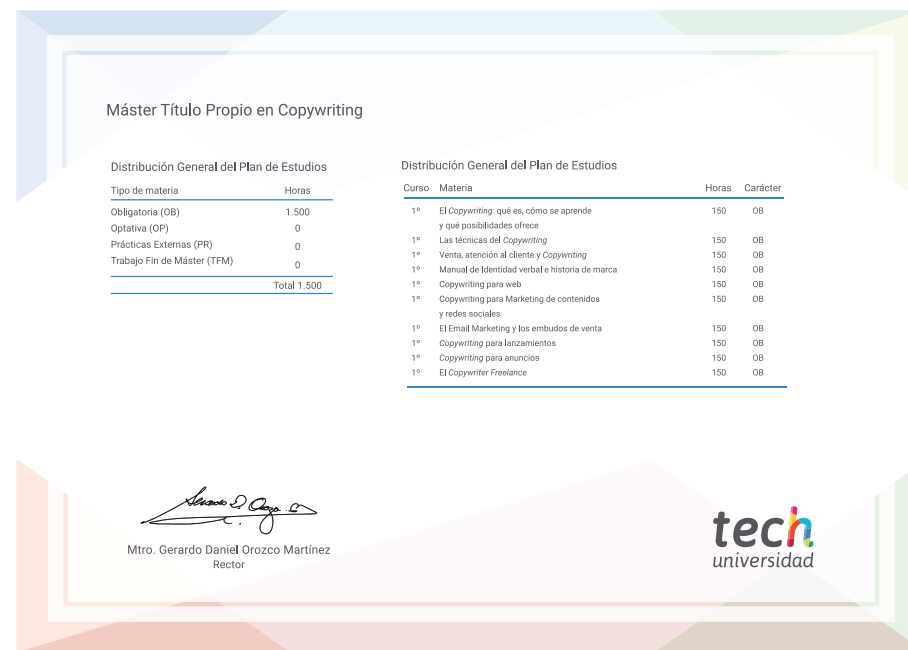 Máster Título Propio en Copywriting
Distribución General del Plan de Estudios
Tipo de materia Horas
Obligatoria (OB) 1.500
Optativa (OP) 0
Prácticas Externas (PR) 0
Trabajo Fin de Máster (TFM) 0
Total 1.500
Distribución General del Plan de Estudios
Curso Materia Horas Carácter
1º El Copywriting: qué es, cómo se aprende 150 OB
y qué posibilidades ofrece
1º Las técnicas del Copywriting 150 OB
1º Venta, atención al cliente y Copywriting 150 OB
1º Manual de Identidad verbal e historia de marca 150 OB
1º Copywriting para web 150 OB
1º Copywriting para Marketing de contenidos 150 OB
y redes sociales
1º El Email Marketing y los embudos de venta 150 OB
1º Copywriting para lanzamientos 150 OB
1º Copywriting para anuncios 150 OB
1º El Copywriter Freelance 150 OB
Mtro. Gerardo Daniel Orozco Martínez
Rector
tech
universidad